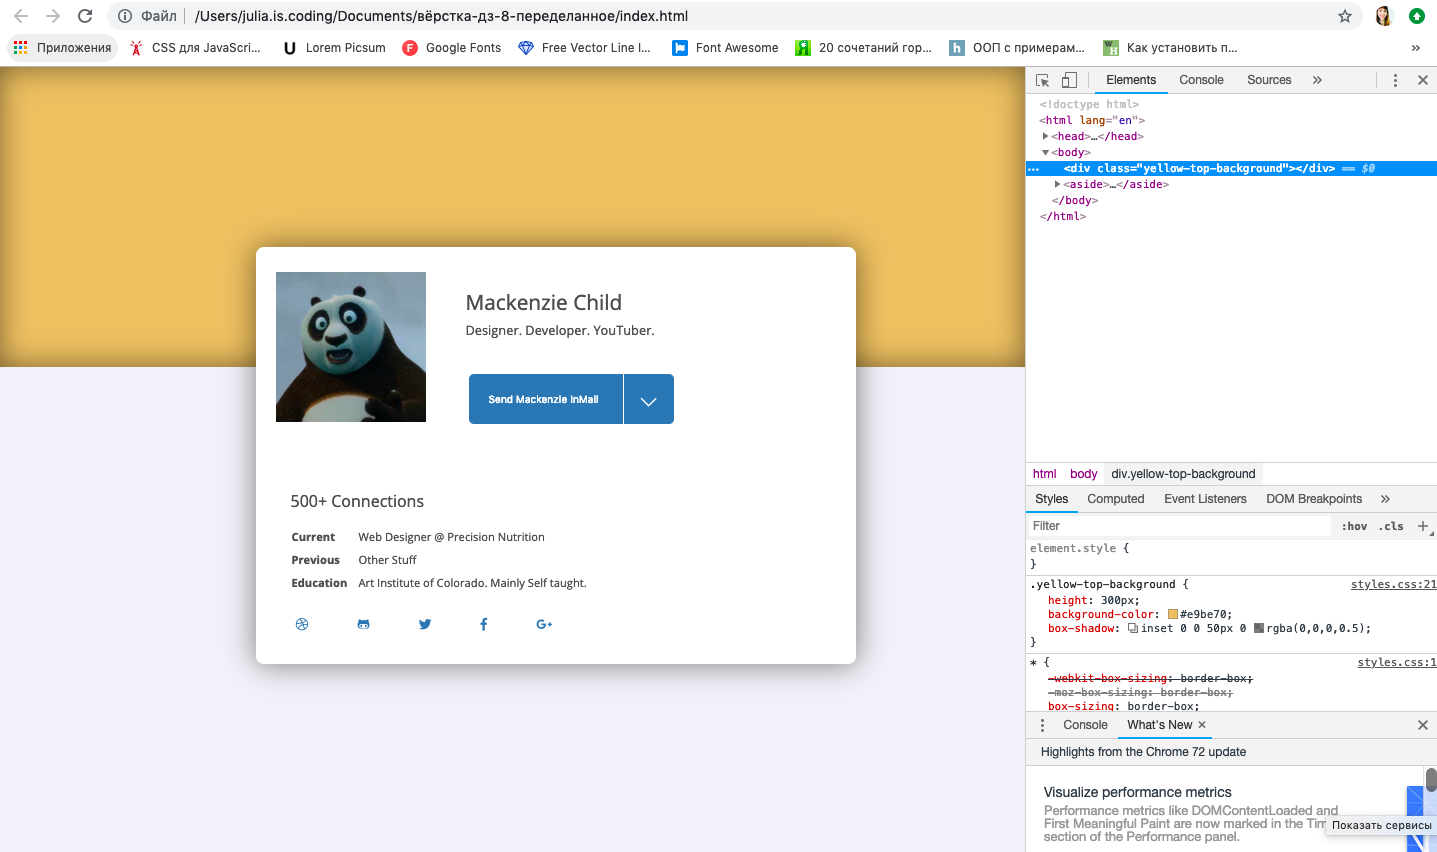 Файл | /Users/julia.is.coding/Documents/вёрстка-дз-8-переделанное/index.html
Приложения CSS для JavaScri... Lorem Picsum Google Fonts Free Vector Line I... Font Awesome 20 сочетаний гор... ООП с примерам... Как установить п... »
Elements Console Sources »
<!doctype html>
<html lang="en">
<head>…</head>
<body>
<div class="yellow-top-background"></div> == $0
<aside>…</aside>
</body>
</html>
Mackenzie Child
Designer. Developer. YouTuber.
Send Mackenzie InMail
500+ Connections
Current Web Designer @ Precision Nutrition
Previous Other Stuff
Education Art Institute of Colorado. Mainly Self taught.
html body div.yellow-top-background
Styles Computed Event Listeners DOM Breakpoints »
Filter :hov .cls +
element.style {
}
.yellow-top-background { styles.css:21
height: 300px;
background-color: #e9be70;
box-shadow: inset 0 0 50px 0 rgba(0,0,0,0.5);
}
* { styles.css:1
-webkit-box-sizing: border-box;
-moz-box-sizing: border-box;
box-sizing: border-box;
Console What's New ×
Highlights from the Chrome 72 update
Visualize performance metrics
Performance metrics like DOMContentLoaded and
First Meaningful Paint are now marked in the Tim
section of the Performance panel.
Показать сервисы